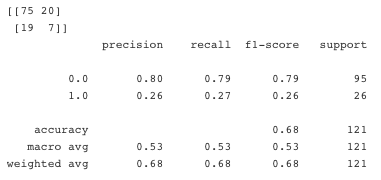 [[75 20]
 [19  7]]
              precision    recall  f1-score   support

         0.0       0.80      0.79      0.79        95
         1.0       0.26      0.27      0.26        26

    accuracy                           0.68       121
   macro avg       0.53      0.53      0.53       121
weighted avg       0.68      0.68      0.68       121